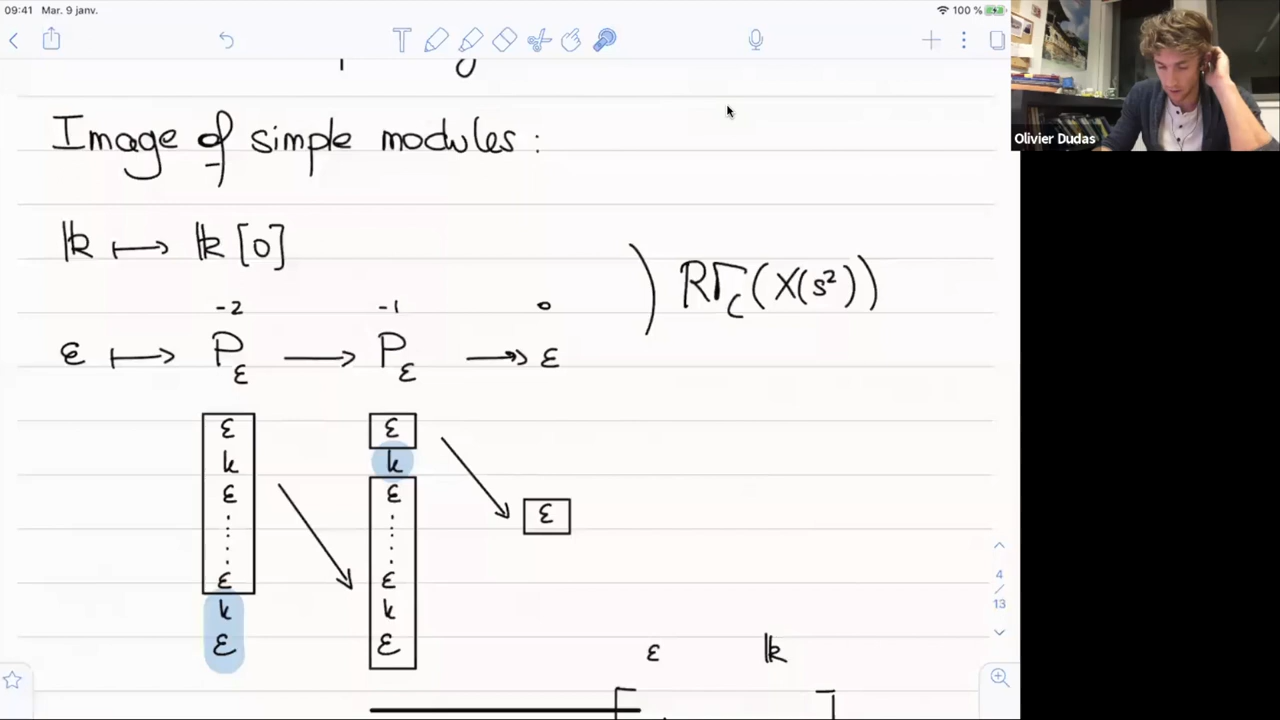 09:41 Mar. 9 janv.
100 %
Olivier Dudas
Image of simple modules :
𝕜 ⟼ 𝕜 [0]
) RΓc(X(s²))
-2 -1 0
ε ⟼ Pε ⟶ Pε ↠ ε
ε ε
k k
ε ε
ε
ε ε
k k
ε ε
ε 𝕜
4
/
13